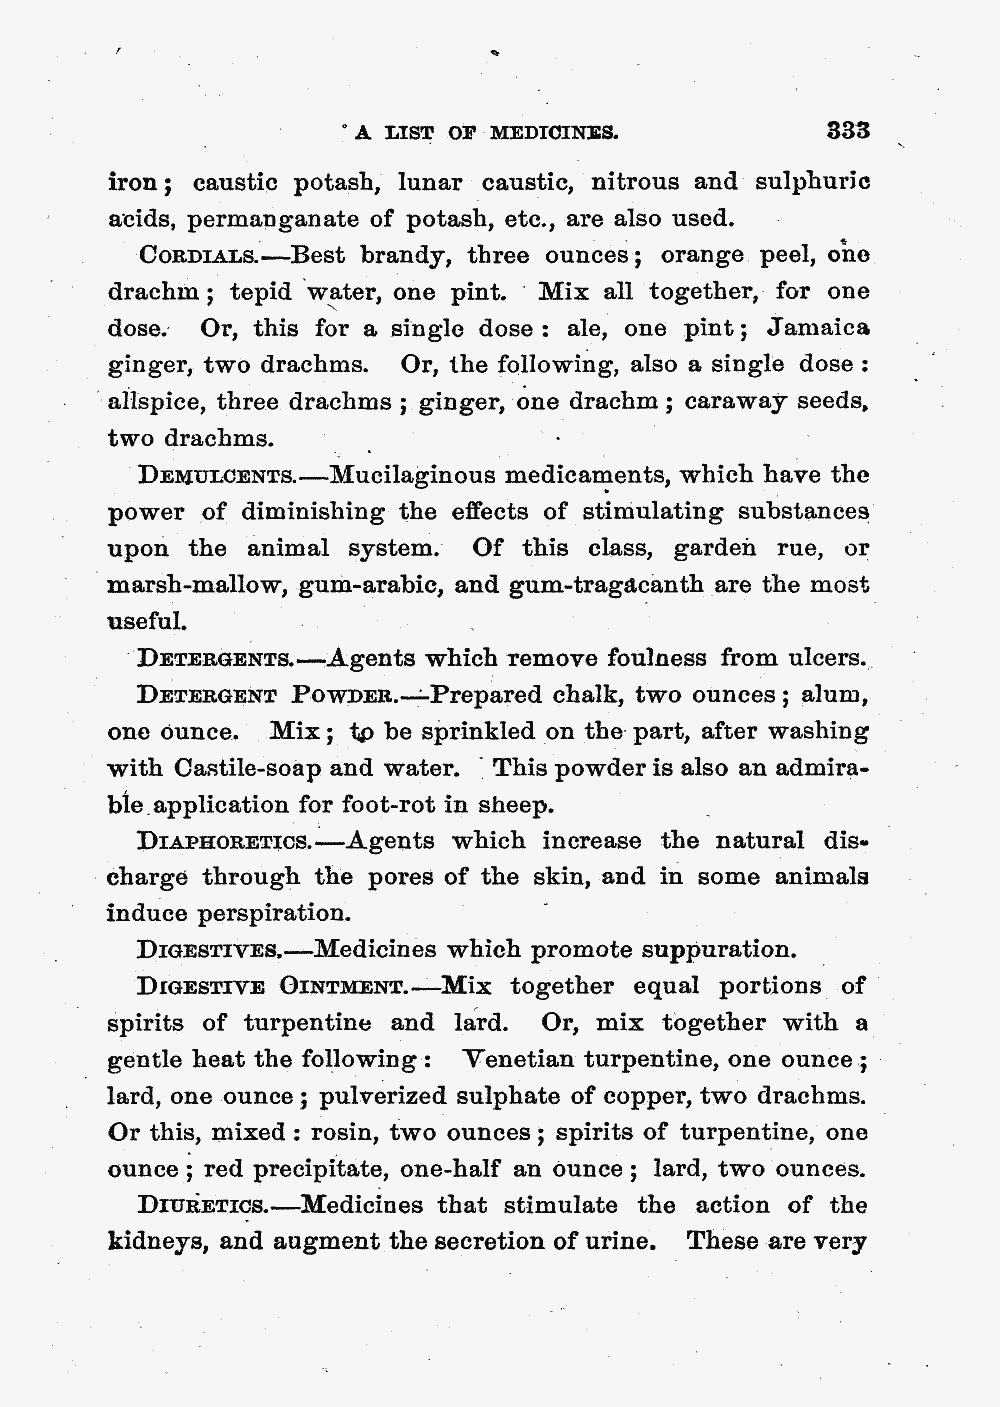 A LIST OF MEDICINES. 333
iron; caustic potash, lunar caustic, nitrous and sulphuric
acids, permanganate of potash, etc., are also used.
CORDIALS.—Best brandy, three ounces; orange peel, one
drachm; tepid water, one pint. Mix all together, for one
dose. Or, this for a single dose: ale, one pint; Jamaica
ginger, two drachms. Or, the following, also a single dose:
allspice, three drachms; ginger, one drachm; caraway seeds,
two drachms.
DEMULCENTS.—Mucilaginous medicaments, which have the
power of diminishing the effects of stimulating substances
upon the animal system. Of this class, garden rue, or
marsh-mallow, gum-arabic, and gum-tragacanth are the most
useful.
DETERGENTS.—Agents which remove foulness from ulcers.
DETERGENT POWDER.—Prepared chalk, two ounces; alum,
one ounce. Mix; to be sprinkled on the part, after washing
with Castile-soap and water. This powder is also an admira-
ble application for foot-rot in sheep.
DIAPHORETICS.—Agents which increase the natural dis-
charge through the pores of the skin, and in some animals
induce perspiration.
DIGESTIVES.—Medicines which promote suppuration.
DIGESTIVE OINTMENT.—Mix together equal portions of
spirits of turpentine and lard. Or, mix together with a
gentle heat the following: Venetian turpentine, one ounce;
lard, one ounce; pulverized sulphate of copper, two drachms.
Or this, mixed: rosin, two ounces; spirits of turpentine, one
ounce; red precipitate, one-half an ounce; lard, two ounces.
DIURETICS.—Medicines that stimulate the action of the
kidneys, and augment the secretion of urine. These are very